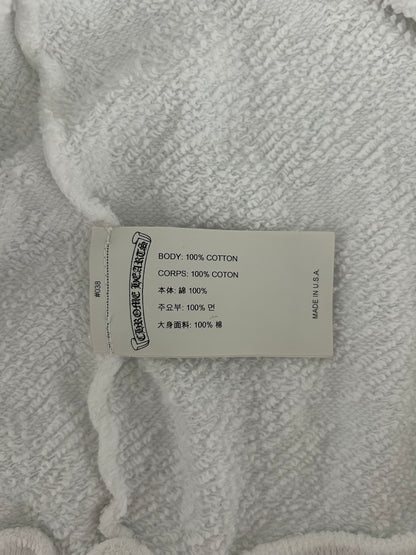 CHROME HEARTS
BODY: 100% COTTON
CORPS: 100% COTON
本体: 綿 100%
주요부: 100% 면
大身面料: 100% 棉
MADE IN U.S.A.
#038